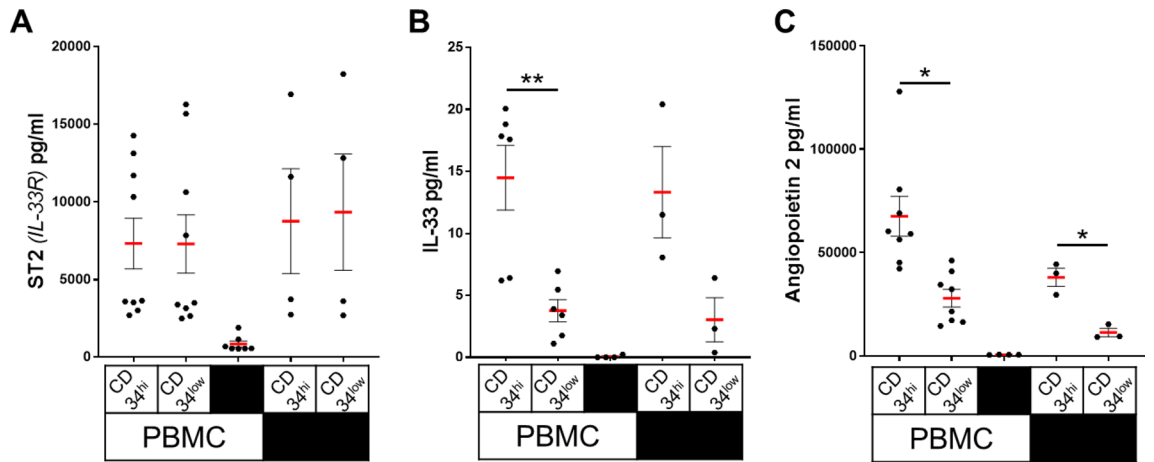 A
ST2 (IL-33R) pg/ml
20000
15000
10000
5000
0
CD 34hi
CD 34low
CD 34hi
CD 34low
PBMC
B
IL-33 pg/ml
25
20
15
10
5
0
**
CD 34hi
CD 34low
CD 34hi
CD 34low
PBMC
C
Angiopoietin 2 pg/ml
150000
100000
50000
0
*
*
CD 34hi
CD 34low
CD 34hi
CD 34low
PBMC